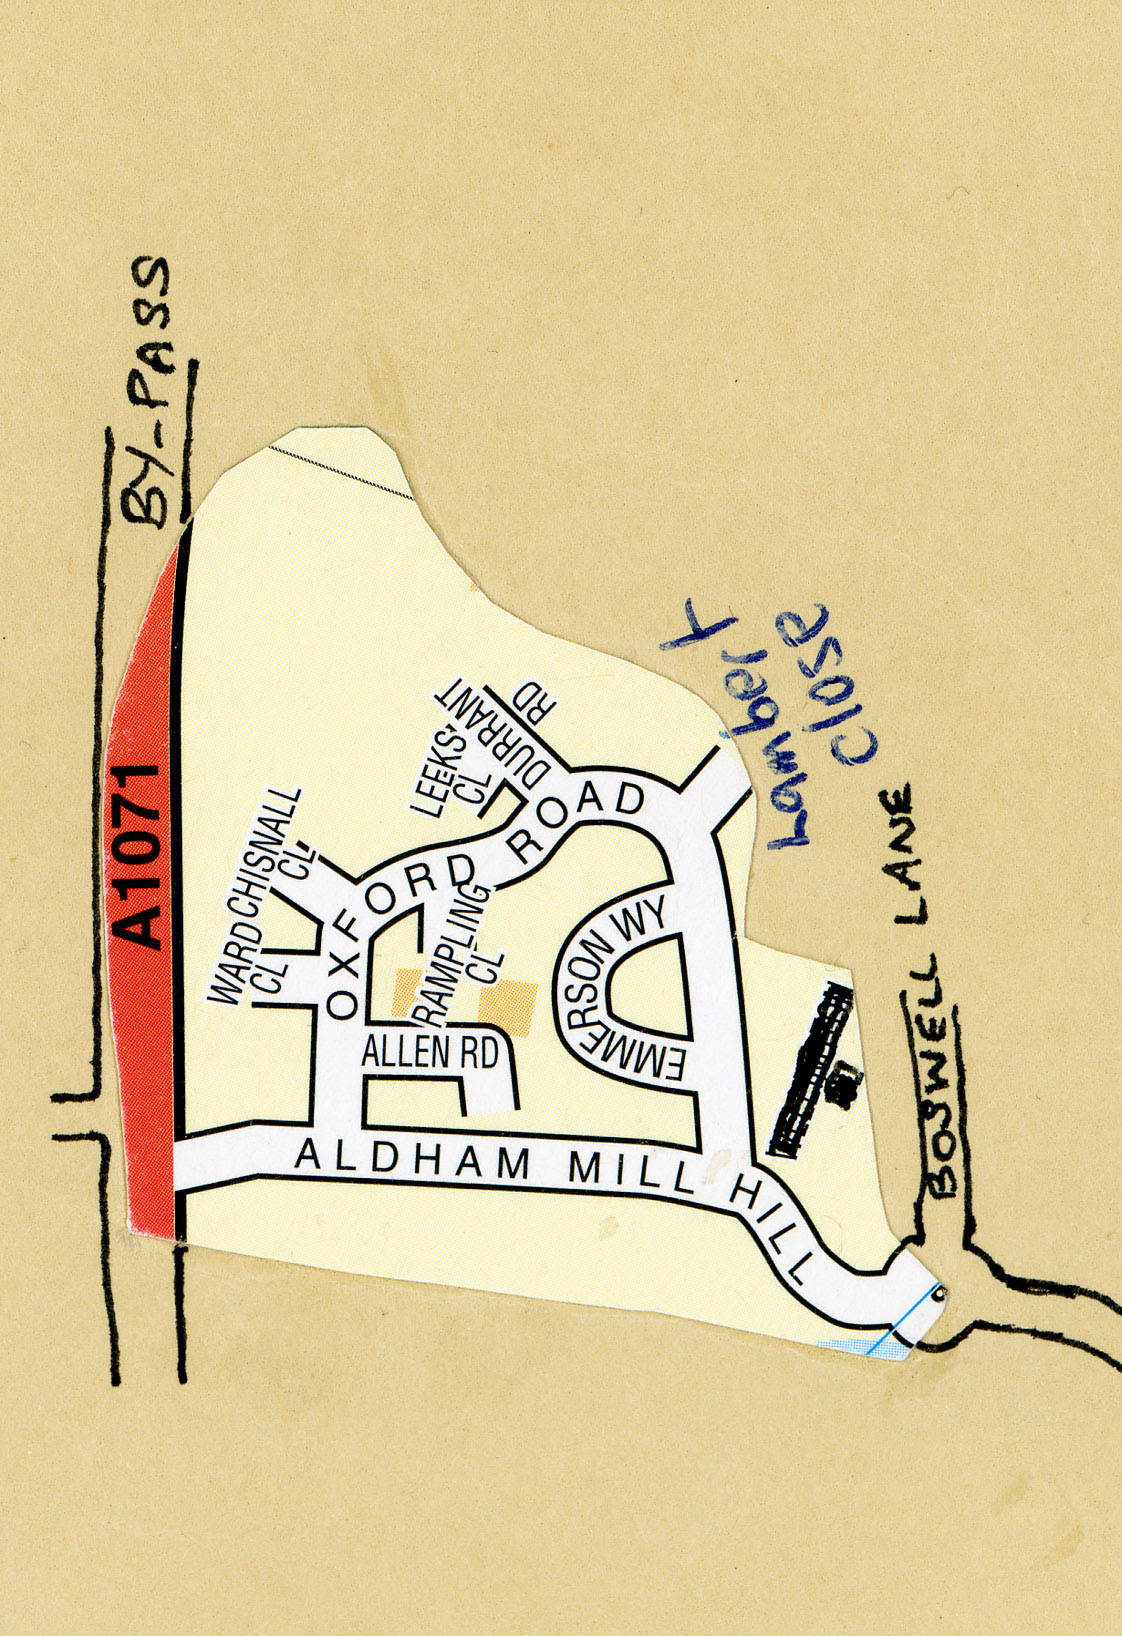 A1071
BY-PASS
WARD
CL
CHISNALL
CL
OXFORD ROAD
ALDHAM MILL HILL
ALLEN RD
RAMPLING
CL
LEEKS'
CL
DURRANT
RD
EMMERSON WY
Lambert
close
BOSWELL LANE